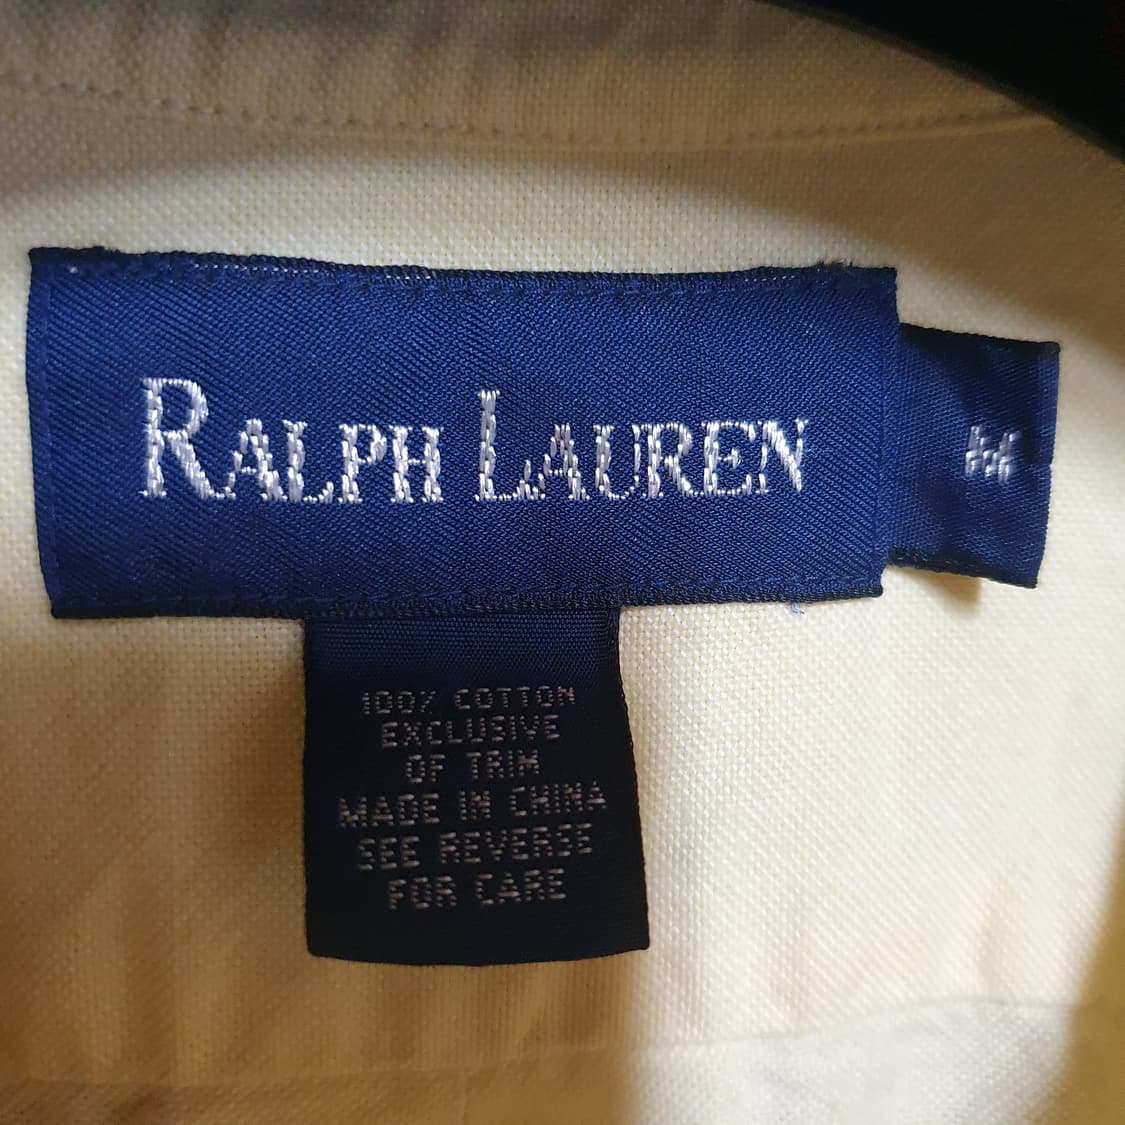 RALPH LAUREN
M
100% COTTON
EXCLUSIVE
OF TRIM
MADE IN CHINA
SEE REVERSE
FOR CARE